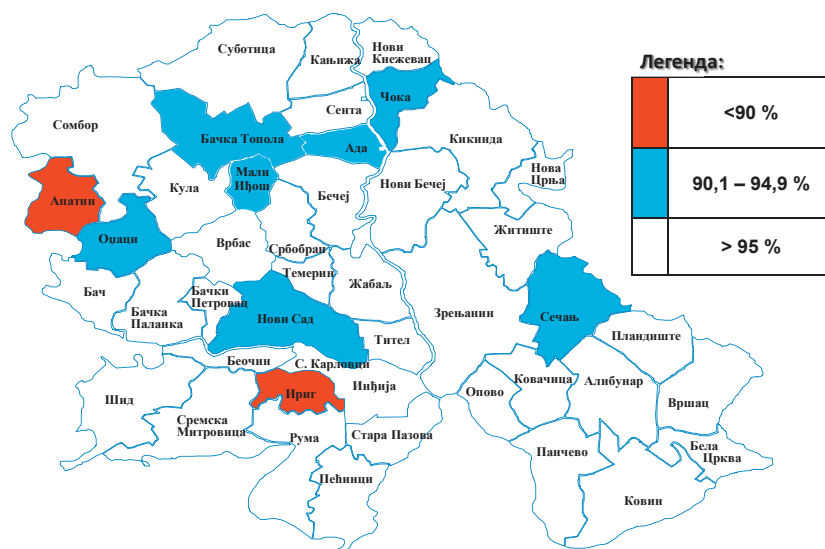 Суботица
Кањижа
Нови
Кнежевац
Легенда:
<90 %
90,1 – 94,9 %
> 95 %
Чока
Сента
Сомбор
Бачка Топола
Ада
Кикинда
Нова
Црња
Мали
Иђош
Кула
Бечеј
Нови Бечеј
Апатин
Оџаци
Житиште
Врбас
Србобран
Темерин
Жабаљ
Бач
Бачка
Паланка
Бачки
Петровац
Нови Сад
Зрењанин
Сечањ
Тител
Пландиште
Беочин
С. Карловци
Ириг
Инђија
Опово
Ковачица
Алибунар
Вршац
Шид
Сремска
Митровица
Рума
Стара Пазова
Панчево
Бела
Црква
Пећинци
Ковин